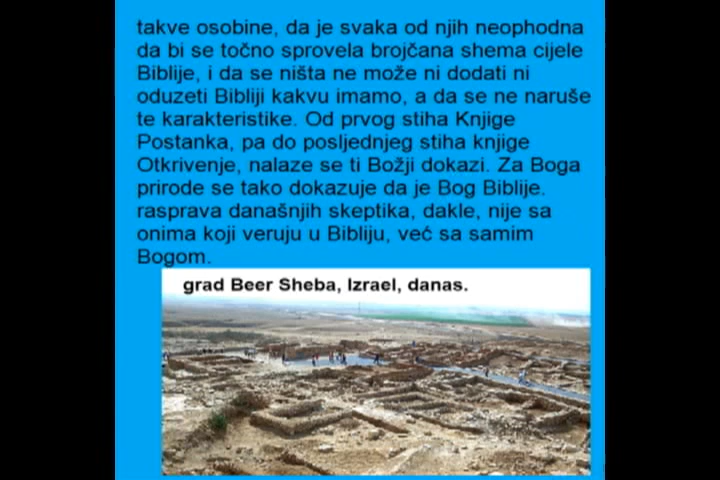 takve osobine, da je svaka od njih neophodna
da bi se točno sprovela brojčana shema cijele
Biblije, i da se ništa ne može ni dodati ni
oduzeti Bibliji kakvu imamo, a da se ne naruše
te karakteristike. Od prvog stiha Knjige
Postanka, pa do posljednjeg stiha knjige
Otkrivenje, nalaze se ti Božji dokazi. Za Boga
prirode se tako dokazuje da je Bog Biblije.
rasprava današnjih skeptika, dakle, nije sa
onima koji veruju u Bibliju, već sa samim
Bogom.
grad Beer Sheba, Izrael, danas.